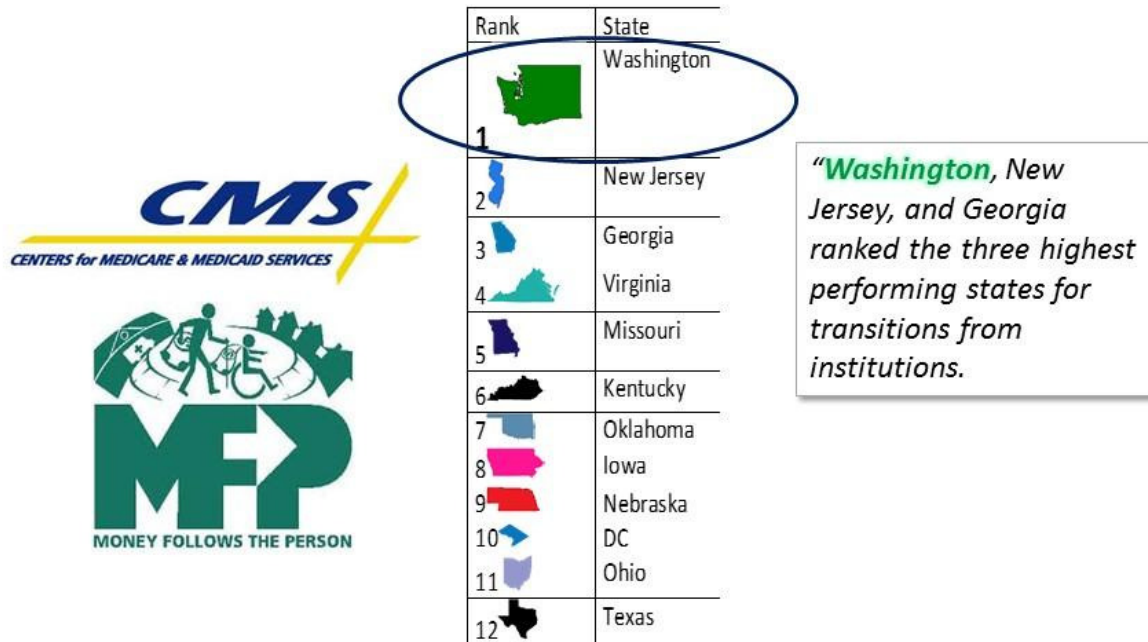 Rank State
Washington
1
2 New Jersey
3 Georgia
4 Virginia
5 Missouri
6 Kentucky
7 Oklahoma
8 Iowa
9 Nebraska
10 DC
11 Ohio
12 Texas
CMS
CENTERS for MEDICARE & MEDICAID SERVICES
MFP
MONEY FOLLOWS THE PERSON
“Washington, New
Jersey, and Georgia
ranked the three highest
performing states for
transitions from
institutions.